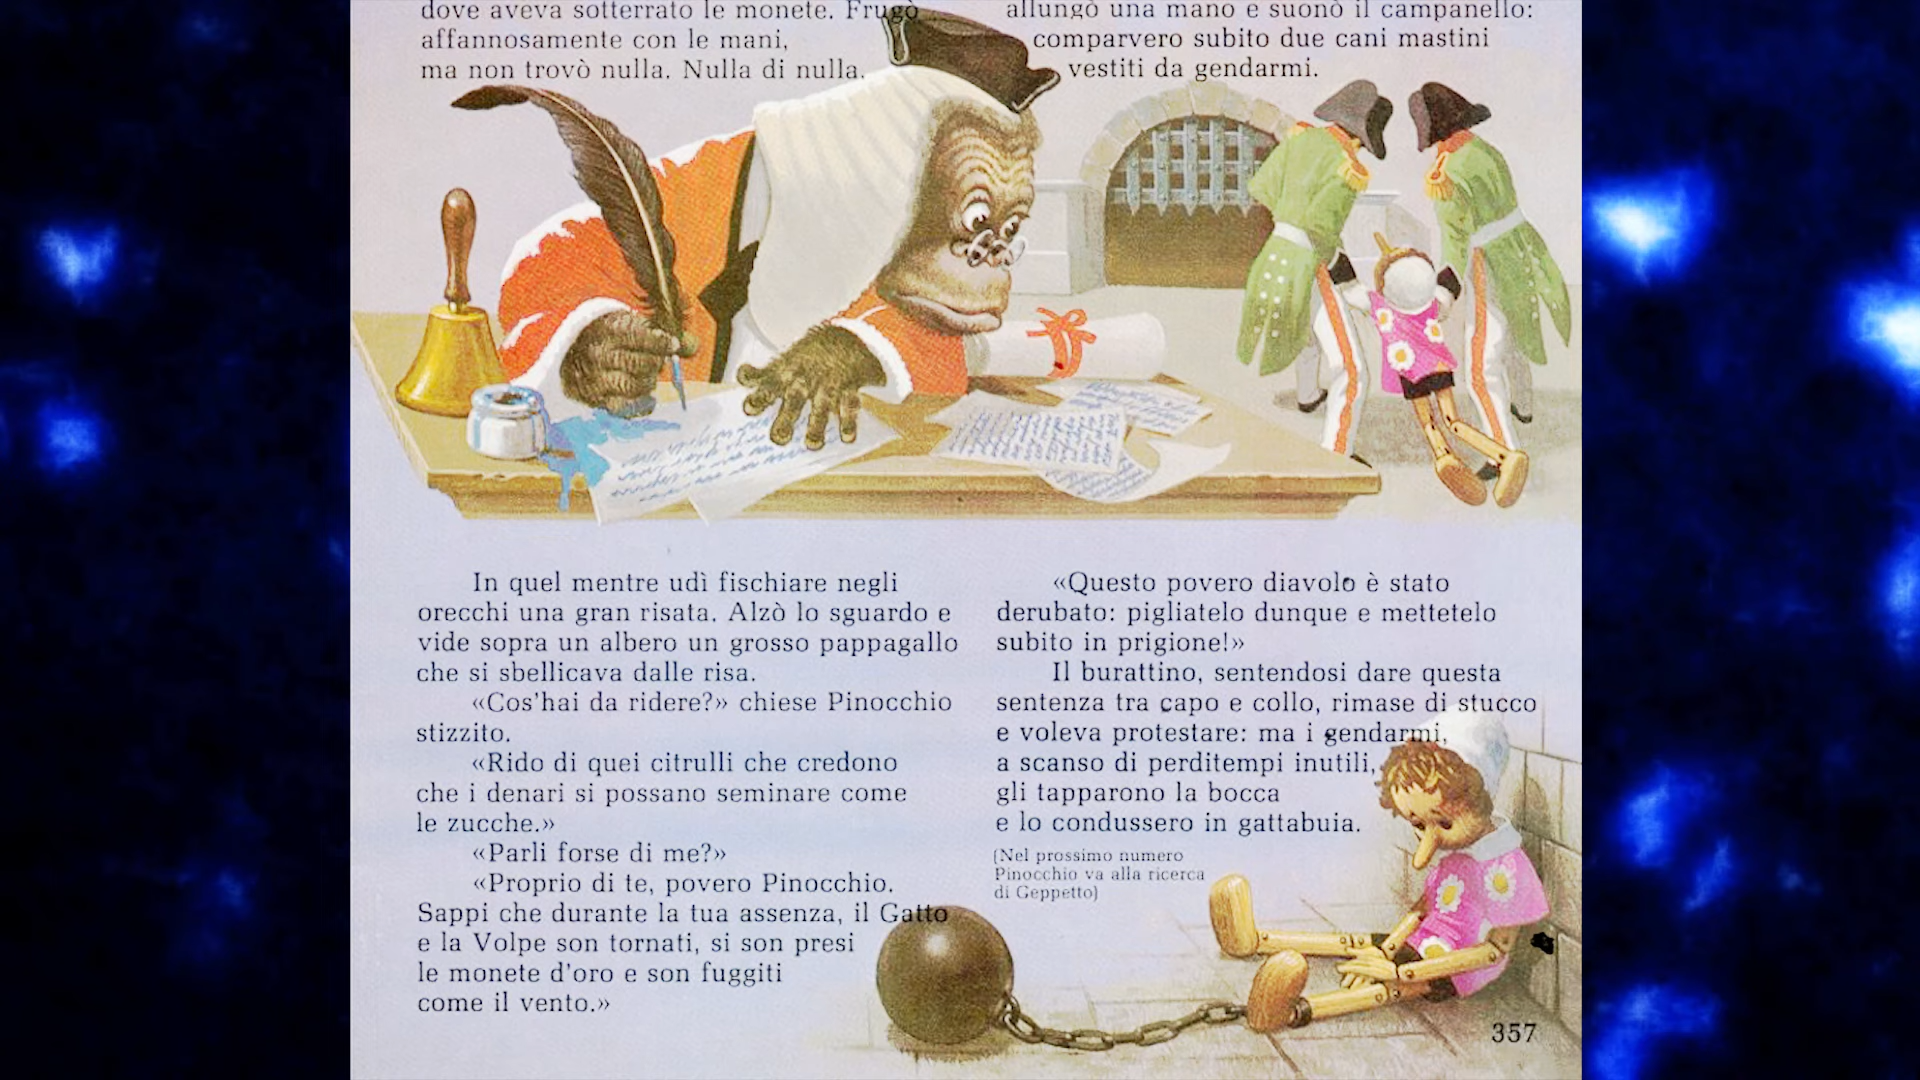 dove aveva sotterrato le monete. Frugò
affannosamente con le mani,
ma non trovò nulla. Nulla di nulla.
In quel mentre udì fischiare negli
orecchi una gran risata. Alzò lo sguardo e
vide sopra un albero un grosso pappagallo
che si sbellicava dalle risa.
«Cos'hai da ridere?» chiese Pinocchio
stizzito.
«Rido di quei citrulli che credono
che i denari si possano seminare come
le zucche.»
«Parli forse di me?»
«Proprio di te, povero Pinocchio.
Sappi che durante la tua assenza, il Gatto
e la Volpe son tornati, si son presi
le monete d'oro e son fuggiti
come il vento.»
allungò una mano e suonò il campanello:
comparvero subito due cani mastini
vestiti da gendarmi.
«Questo povero diavolo è stato
derubato: pigliatelo dunque e mettetelo
subito in prigione!»
Il burattino, sentendosi dare questa
sentenza tra capo e collo, rimase di stucco
e voleva protestare: ma i gendarmi,
a scanso di perditempi inutili,
gli tapparono la bocca
e lo condussero in gattabuia.
(Nel prossimo numero
Pinocchio va alla ricerca
di Geppetto)
357